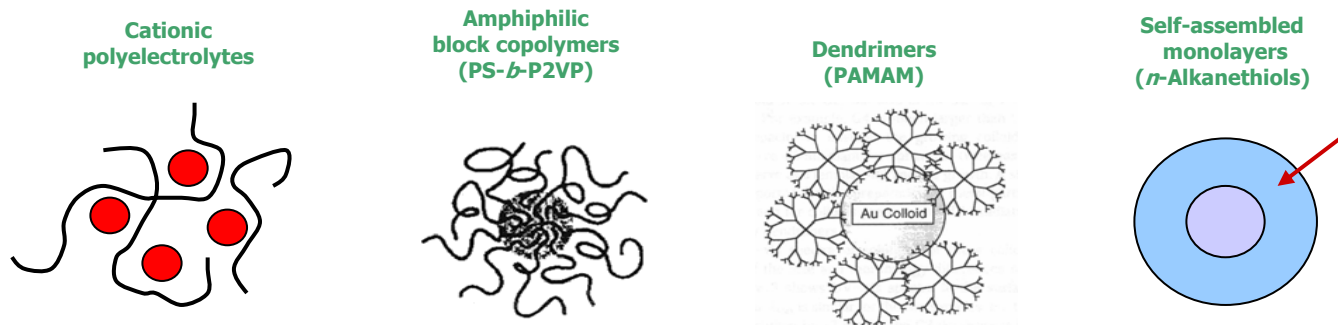 Cationic
polyelectrolytes
Amphiphilic
block copolymers
(PS-b-P2VP)
Dendrimers
(PAMAM)
Self-assembled
monolayers
(n-Alkanethiols)
Au Colloid